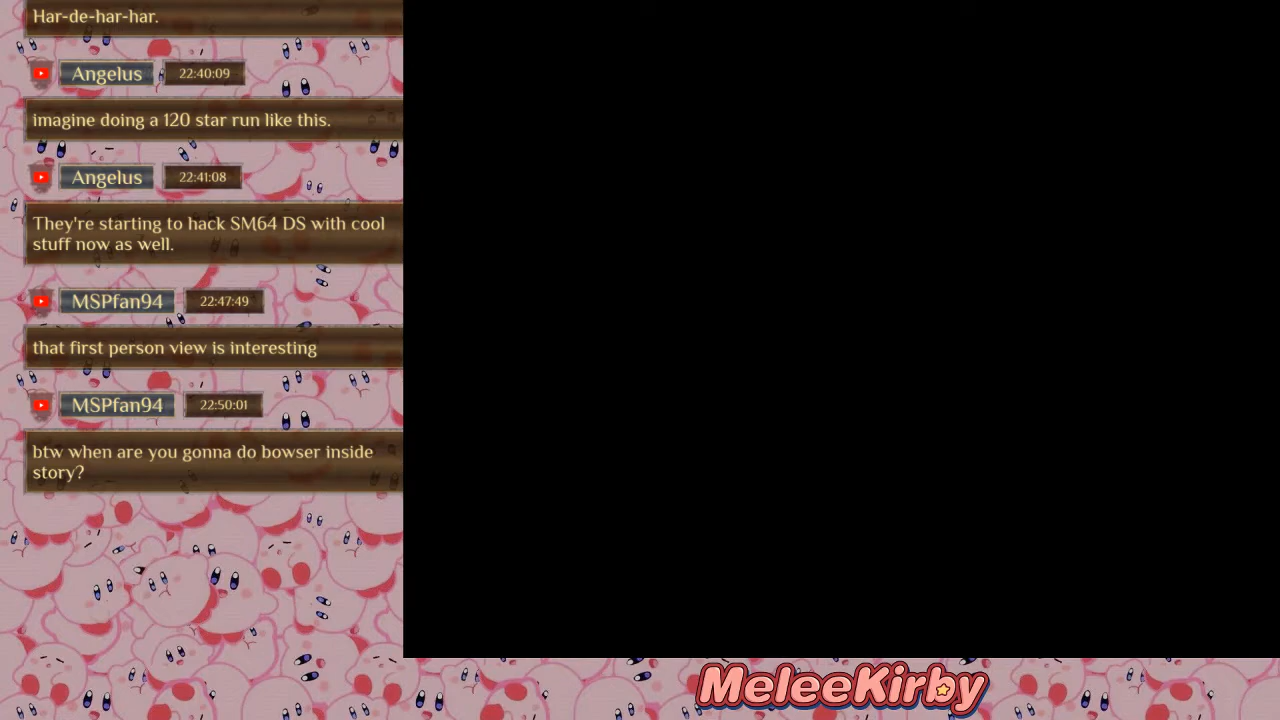 Har-de-har-har.
Angelus 22:40:09
imagine doing a 120 star run like this.
Angelus 22:41:08
They're starting to hack SM64 DS with cool
stuff now as well.
MSPfan94 22:47:49
that first person view is interesting
MSPfan94 22:50:01
btw when are you gonna do bowser inside
story?
MeleeKirby